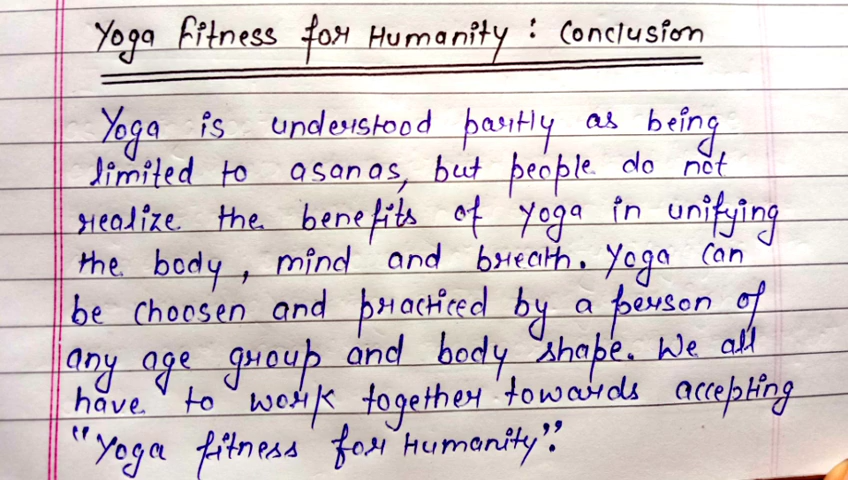 Yoga Fitness for Humanity : Conclusion
Yoga is understood partly as being
limited to asanas, but people do not
realize the benefits of yoga in unifying
the body, mind and breath. Yoga can
be choosen and practiced by a person of
any age group and body shape. We all
have to work together towards accepting
"Yoga fitness for Humanity".